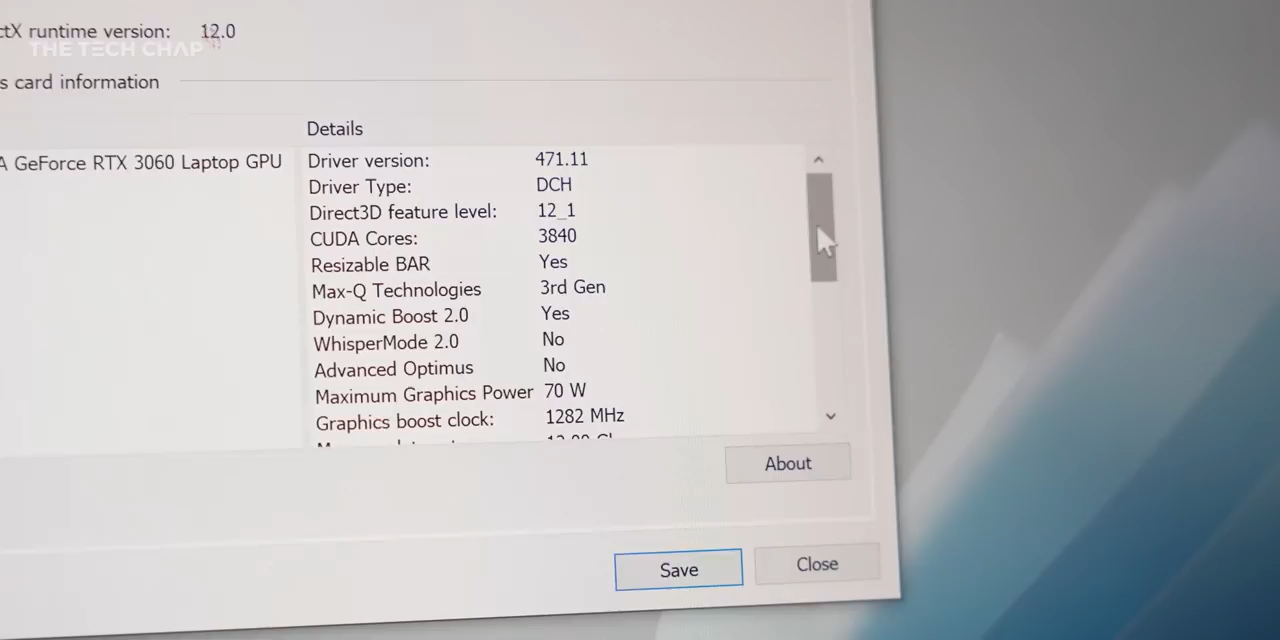 ctX runtime version: 12.0
THE TECH CHAP
s card information
Details
A GeForce RTX 3060 Laptop GPU
Driver version: 471.11
Driver Type: DCH
Direct3D feature level: 12_1
CUDA Cores: 3840
Resizable BAR Yes
Max-Q Technologies 3rd Gen
Dynamic Boost 2.0 Yes
WhisperMode 2.0 No
Advanced Optimus No
Maximum Graphics Power 70 W
Graphics boost clock: 1282 MHz
About
Save
Close